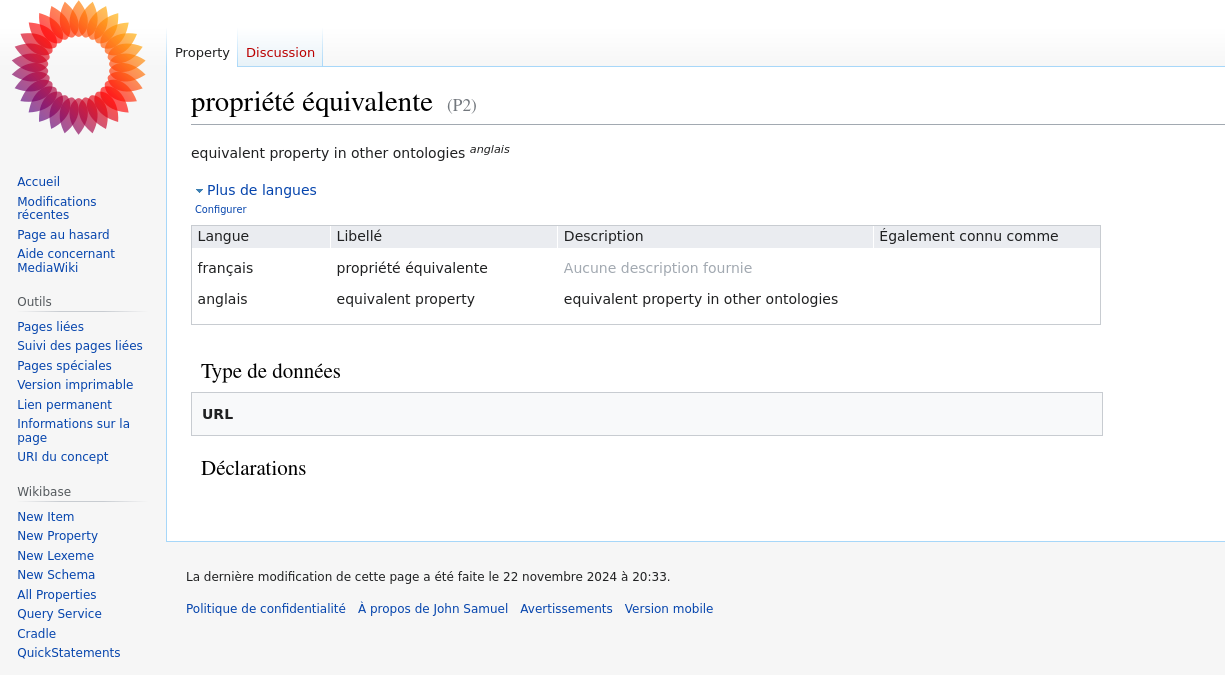 Property
Discussion
propriété équivalente (P2)
equivalent property in other ontologies anglais
Plus de langues
Configurer
Langue Libellé Description Également connu comme
français propriété équivalente Aucune description fournie
anglais equivalent property equivalent property in other ontologies
Type de données
URL
Déclarations
Accueil
Modifications
récentes
Page au hasard
Aide concernant
MediaWiki
Outils
Pages liées
Suivi des pages liées
Pages spéciales
Version imprimable
Lien permanent
Informations sur la
page
URI du concept
Wikibase
New Item
New Property
New Lexeme
New Schema
All Properties
Query Service
Cradle
QuickStatements
La dernière modification de cette page a été faite le 22 novembre 2024 à 20:33.
Politique de confidentialité À propos de John Samuel Avertissements Version mobile